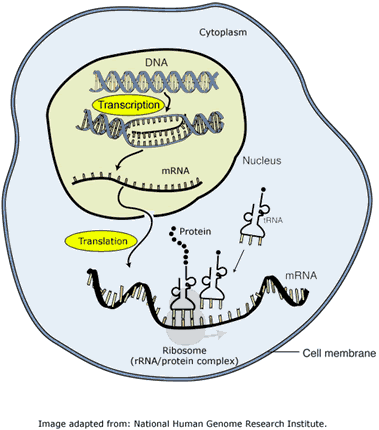 Cytoplasm
DNA
Transcription
mRNA
Nucleus
tRNA
Translation
Protein
mRNA
Ribosome
(rRNA/protein complex)
Cell membrane
Image adapted from: National Human Genome Research Institute.